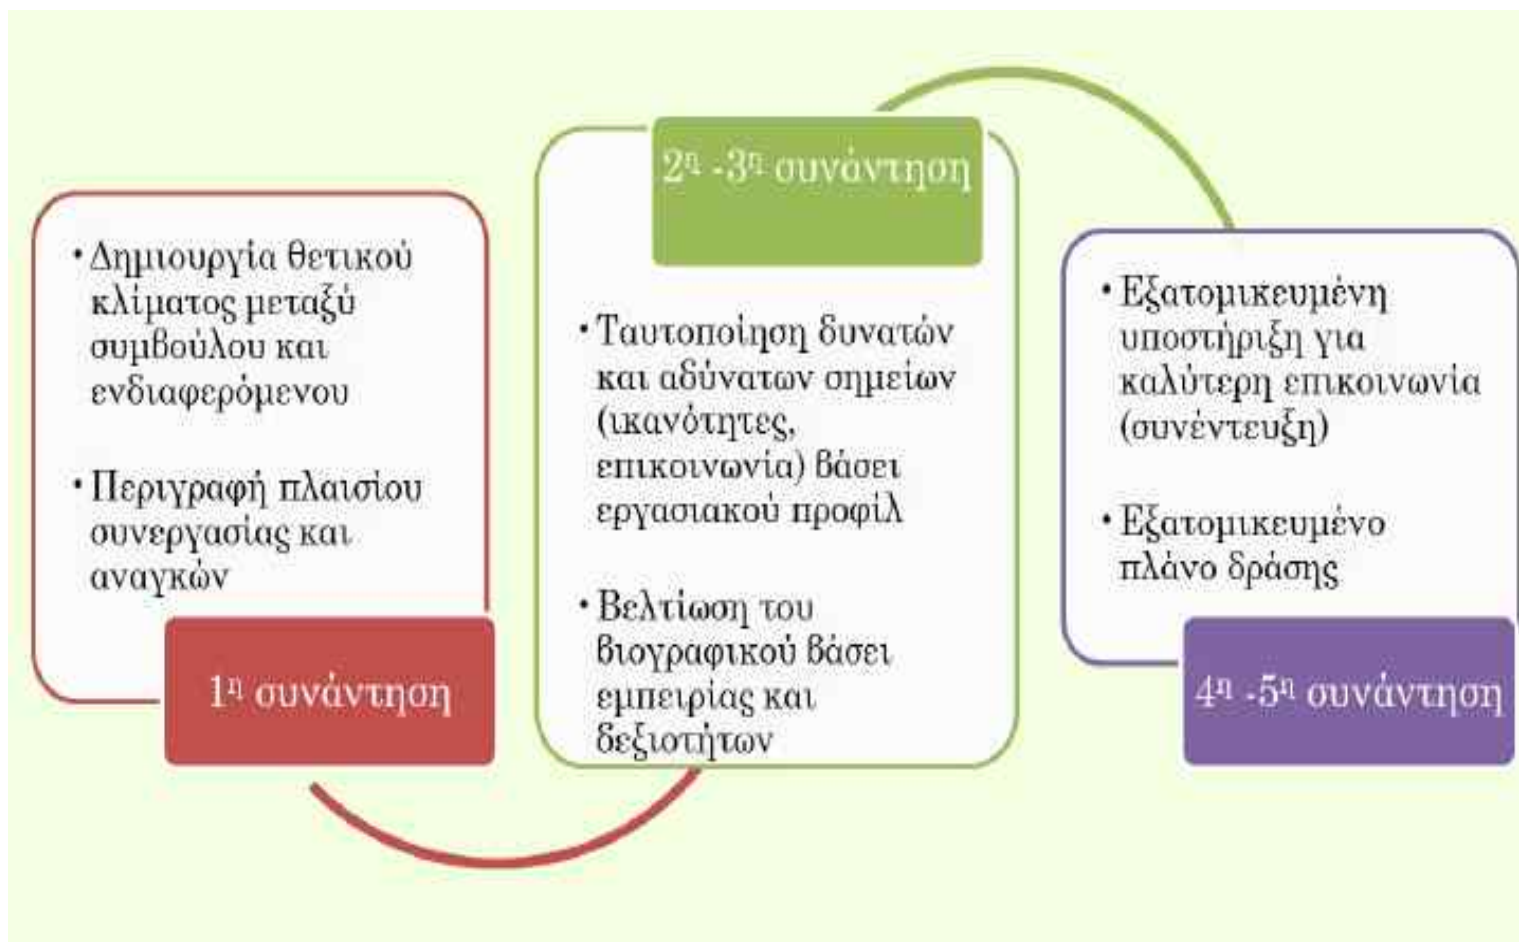 • Δημιουργία θετικού
κλίματος μεταξύ
συμβούλου και
ενδιαφερόμενου
• Περιγραφή πλαισίου
συνεργασίας και
αναγκών
1η συνάντηση
2η -3η συνάντηση
• Ταυτοποίηση δυνατών
και αδύνατων σημείων
(ικανότητες,
επικοινωνία) βάσει
εργασιακού προφίλ
• Βελτίωση του
βιογραφικού βάσει
εμπειρίας και
δεξιοτήτων
• Εξατομικευμένη
υποστήριξη για
καλύτερη επικοινωνία
(συνέντευξη)
• Εξατομικευμένο
πλάνο δράσης
4η -5η συνάντηση